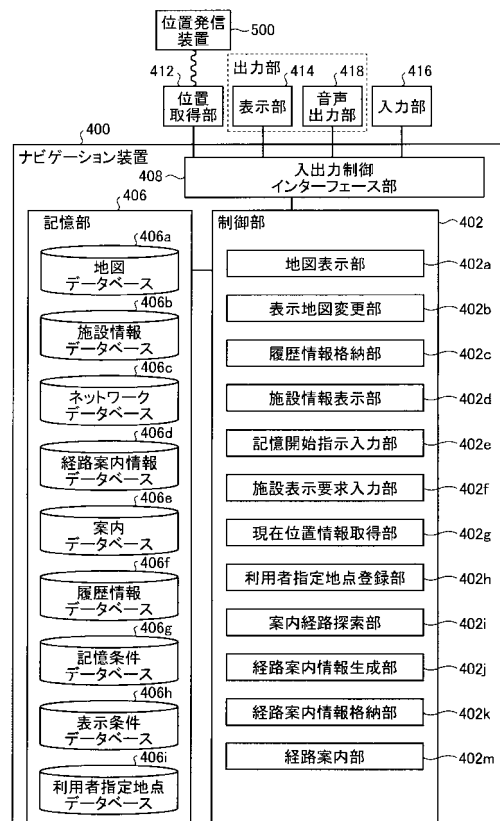 位置発信
装置
500
412
出力部
414
418
416
位置
取得部
表示部
音声
出力部
入力部
400
ナビゲーション装置
408
入出力制御
インターフェース部
406
記憶部
406a
地図
データベース
406b
施設情報
データベース
406c
ネットワーク
データベース
406d
経路案内情報
データベース
406e
案内
データベース
406f
履歴情報
データベース
406g
記憶条件
データベース
406h
表示条件
データベース
406i
利用者指定地点
データベース
制御部
402
地図表示部
402a
表示地図変更部
402b
履歴情報格納部
402c
施設情報表示部
402d
記憶開始指示入力部
402e
施設表示要求入力部
402f
現在位置情報取得部
402g
利用者指定地点登録部
402h
案内経路探索部
402i
経路案内情報生成部
402j
経路案内情報格納部
402k
経路案内部
402m